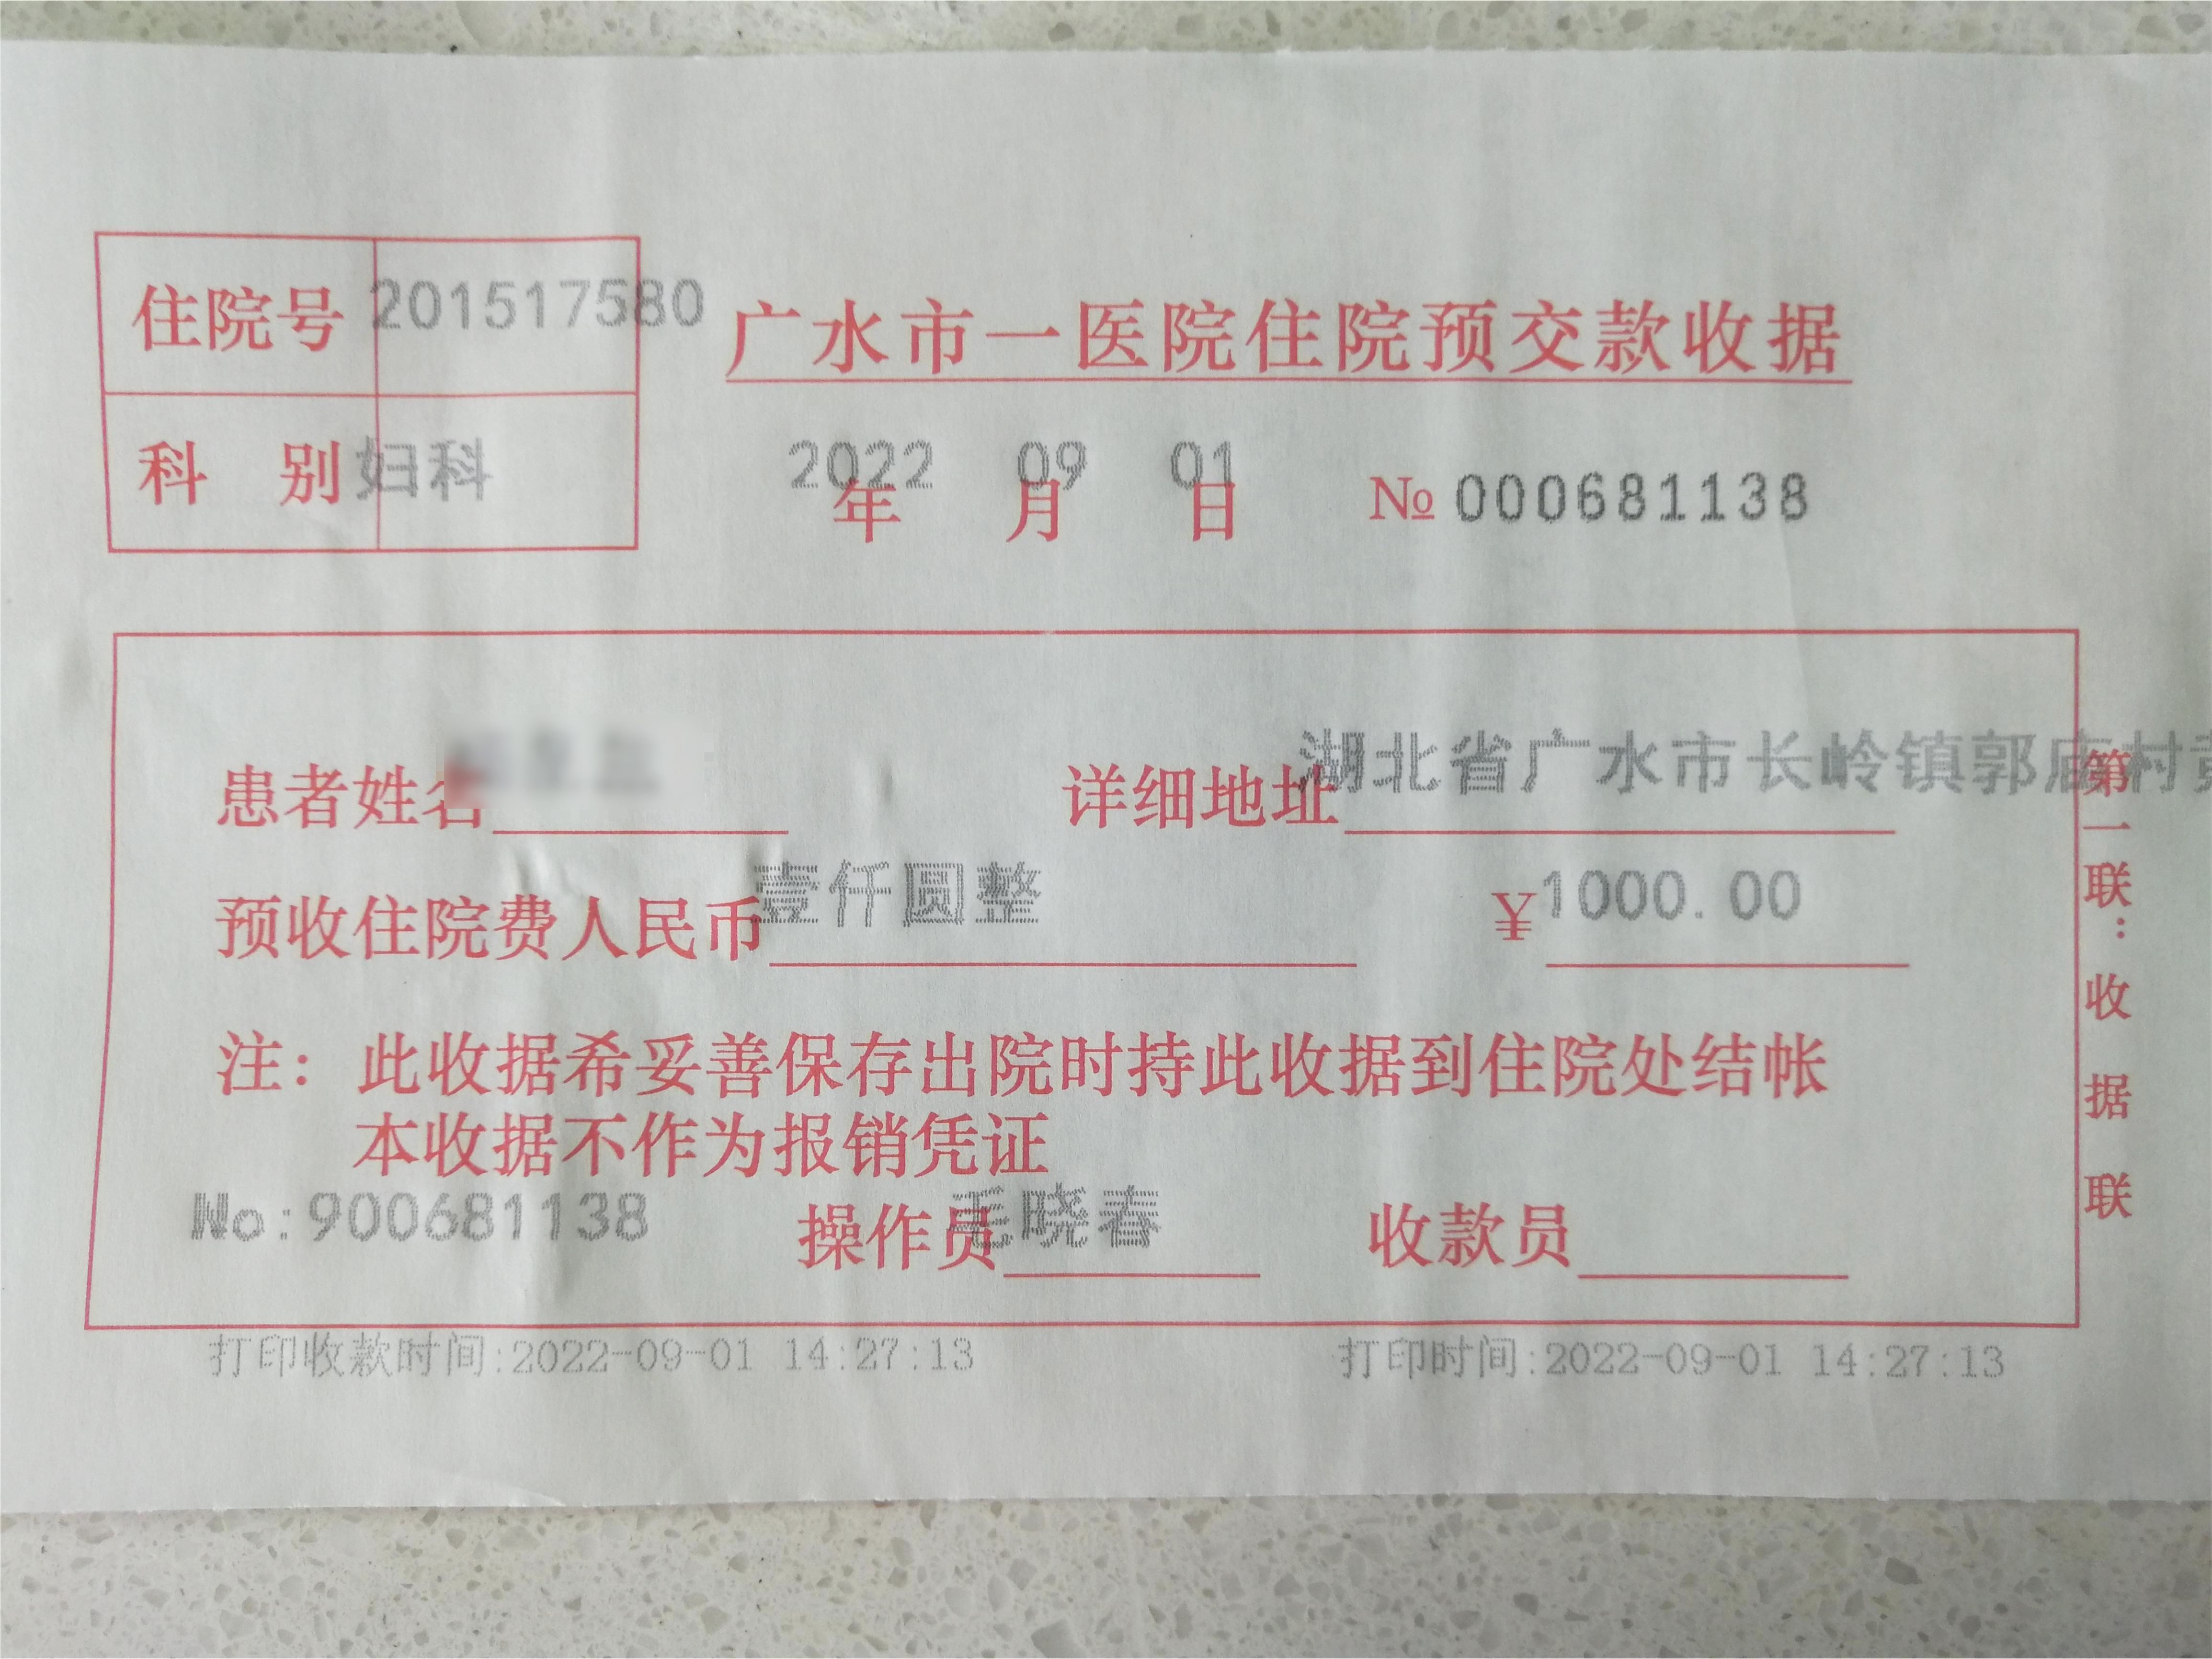 住院号 201517580
广水市一医院住院预交款收据
科 别 妇科
2022 年 09 月 01 日 № 000681138
患者姓名 详细地址 湖北省广水市长岭镇郭庙村
预收住院费人民币 壹仟圆整 ¥1000.00
注：此收据希妥善保存出院时持此收据到住院处结帐
本收据不作为报销凭证
No:900681138 操作员 毛晓春 收款员
打印收款时间:2022-09-01 14:27:13 打印时间:2022-09-01 14:27:13
第一联：收据联